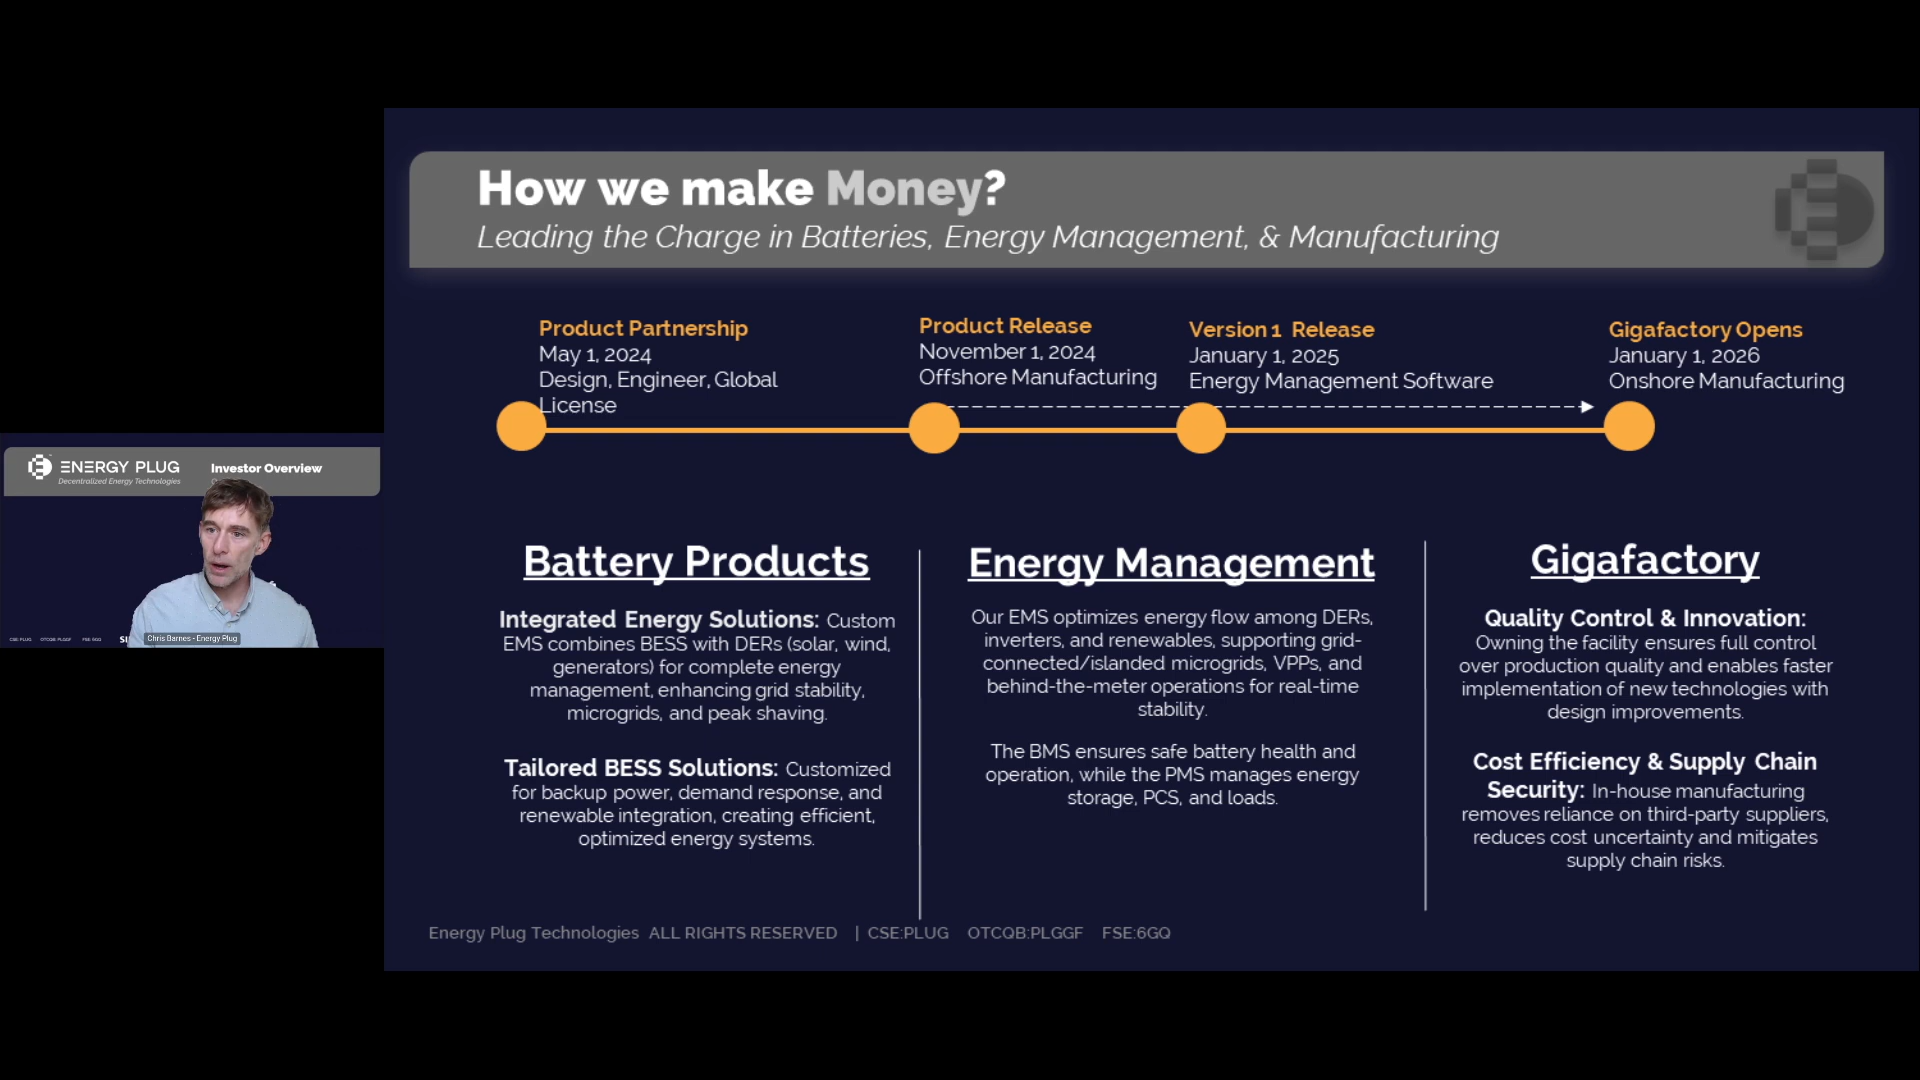 How we make Money?
Leading the Charge in Batteries, Energy Management, & Manufacturing
Product Partnership
May 1, 2024
Design, Engineer, Global
License
Product Release
November 1, 2024
Offshore Manufacturing
Version 1 Release
January 1, 2025
Energy Management Software
Gigafactory Opens
January 1, 2026
Onshore Manufacturing
ENERGY PLUG
Decentralized Energy Technologies
Investor Overview
CSE:PLUG OTCQB:PLGGF FSE:6GQ
Chris Barnes - Energy Plug
Battery Products
Integrated Energy Solutions: Custom
EMS combines BESS with DERs (solar, wind,
generators) for complete energy
management, enhancing grid stability,
microgrids, and peak shaving.
Tailored BESS Solutions: Customized
for backup power, demand response, and
renewable integration, creating efficient,
optimized energy systems.
Energy Management
Our EMS optimizes energy flow among DERs,
inverters, and renewables, supporting grid-
connected/islanded microgrids, VPPs, and
behind-the-meter operations for real-time
stability.
The BMS ensures safe battery health and
operation, while the PMS manages energy
storage, PCS, and loads.
Gigafactory
Quality Control & Innovation:
Owning the facility ensures full control
over production quality and enables faster
implementation of new technologies with
design improvements.
Cost Efficiency & Supply Chain
Security: In-house manufacturing
removes reliance on third-party suppliers,
reduces cost uncertainty and mitigates
supply chain risks.
Energy Plug Technologies ALL RIGHTS RESERVED | CSE:PLUG OTCQB:PLGGF FSE:6GQ